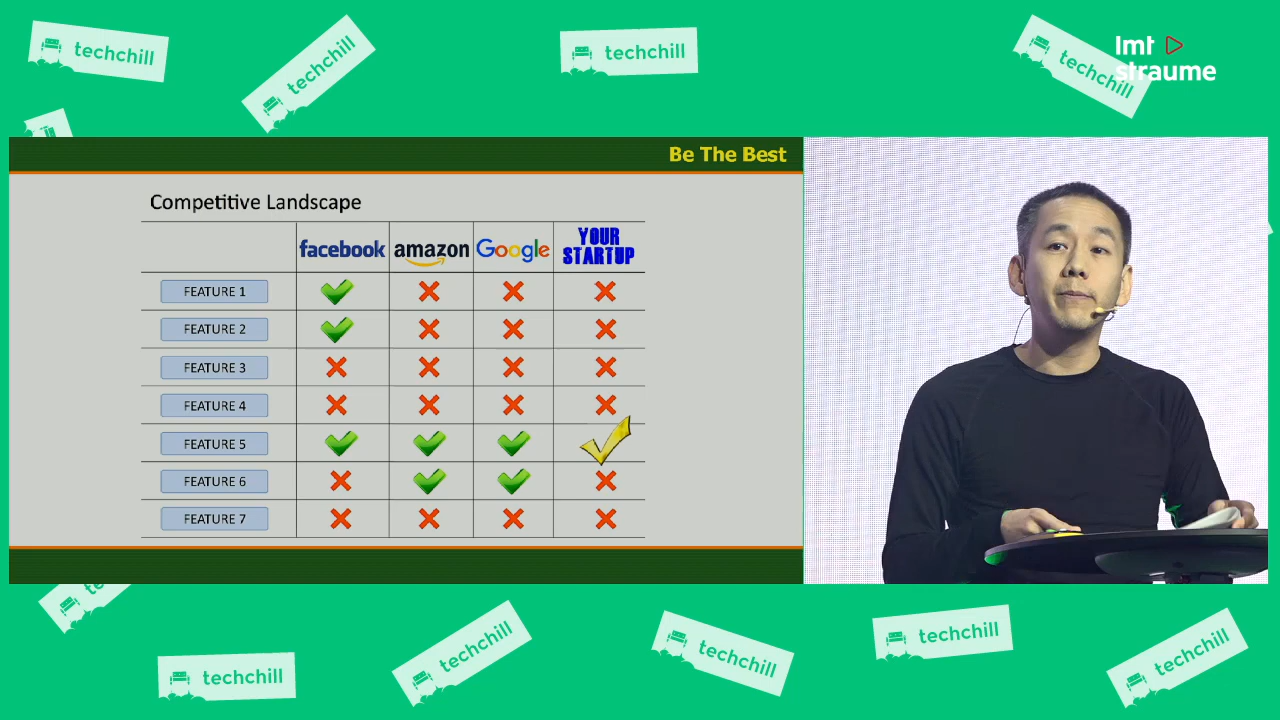 techchill
techchill
techchill
techchill
lmt
straume
Be The Best
Competitive Landscape
facebook amazon Google YOUR STARTUP
FEATURE 1
FEATURE 2
FEATURE 3
FEATURE 4
FEATURE 5
FEATURE 6
FEATURE 7
techchill
techchill
techchill
techchill
techchill